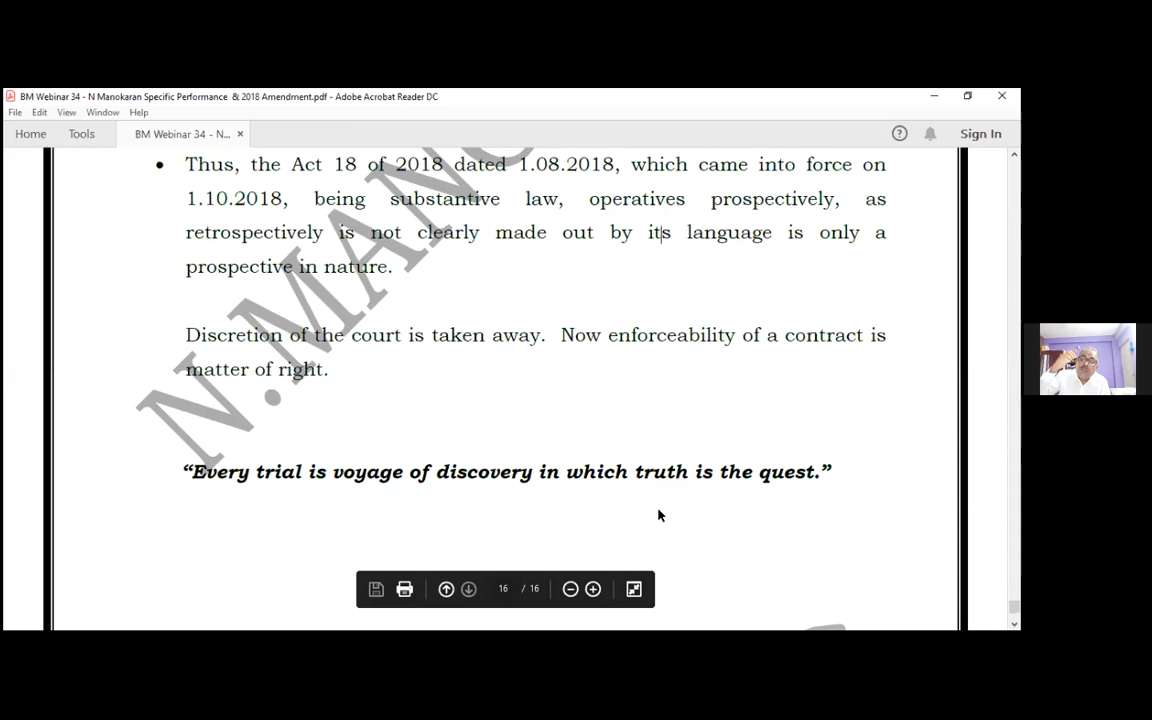 BM Webinar 34 - N Manokaran Specific Performance & 2018 Amendment.pdf - Adobe Acrobat Reader DC
File Edit View Window Help
Home Tools BM Webinar 34 - N... × Sign In
• Thus, the Act 18 of 2018 dated 1.08.2018, which came into force on
1.10.2018, being substantive law, operatives prospectively, as
retrospectively is not clearly made out by its language is only a
prospective in nature.
Discretion of the court is taken away. Now enforceability of a contract is
matter of right.
“Every trial is voyage of discovery in which truth is the quest.”
16 / 16